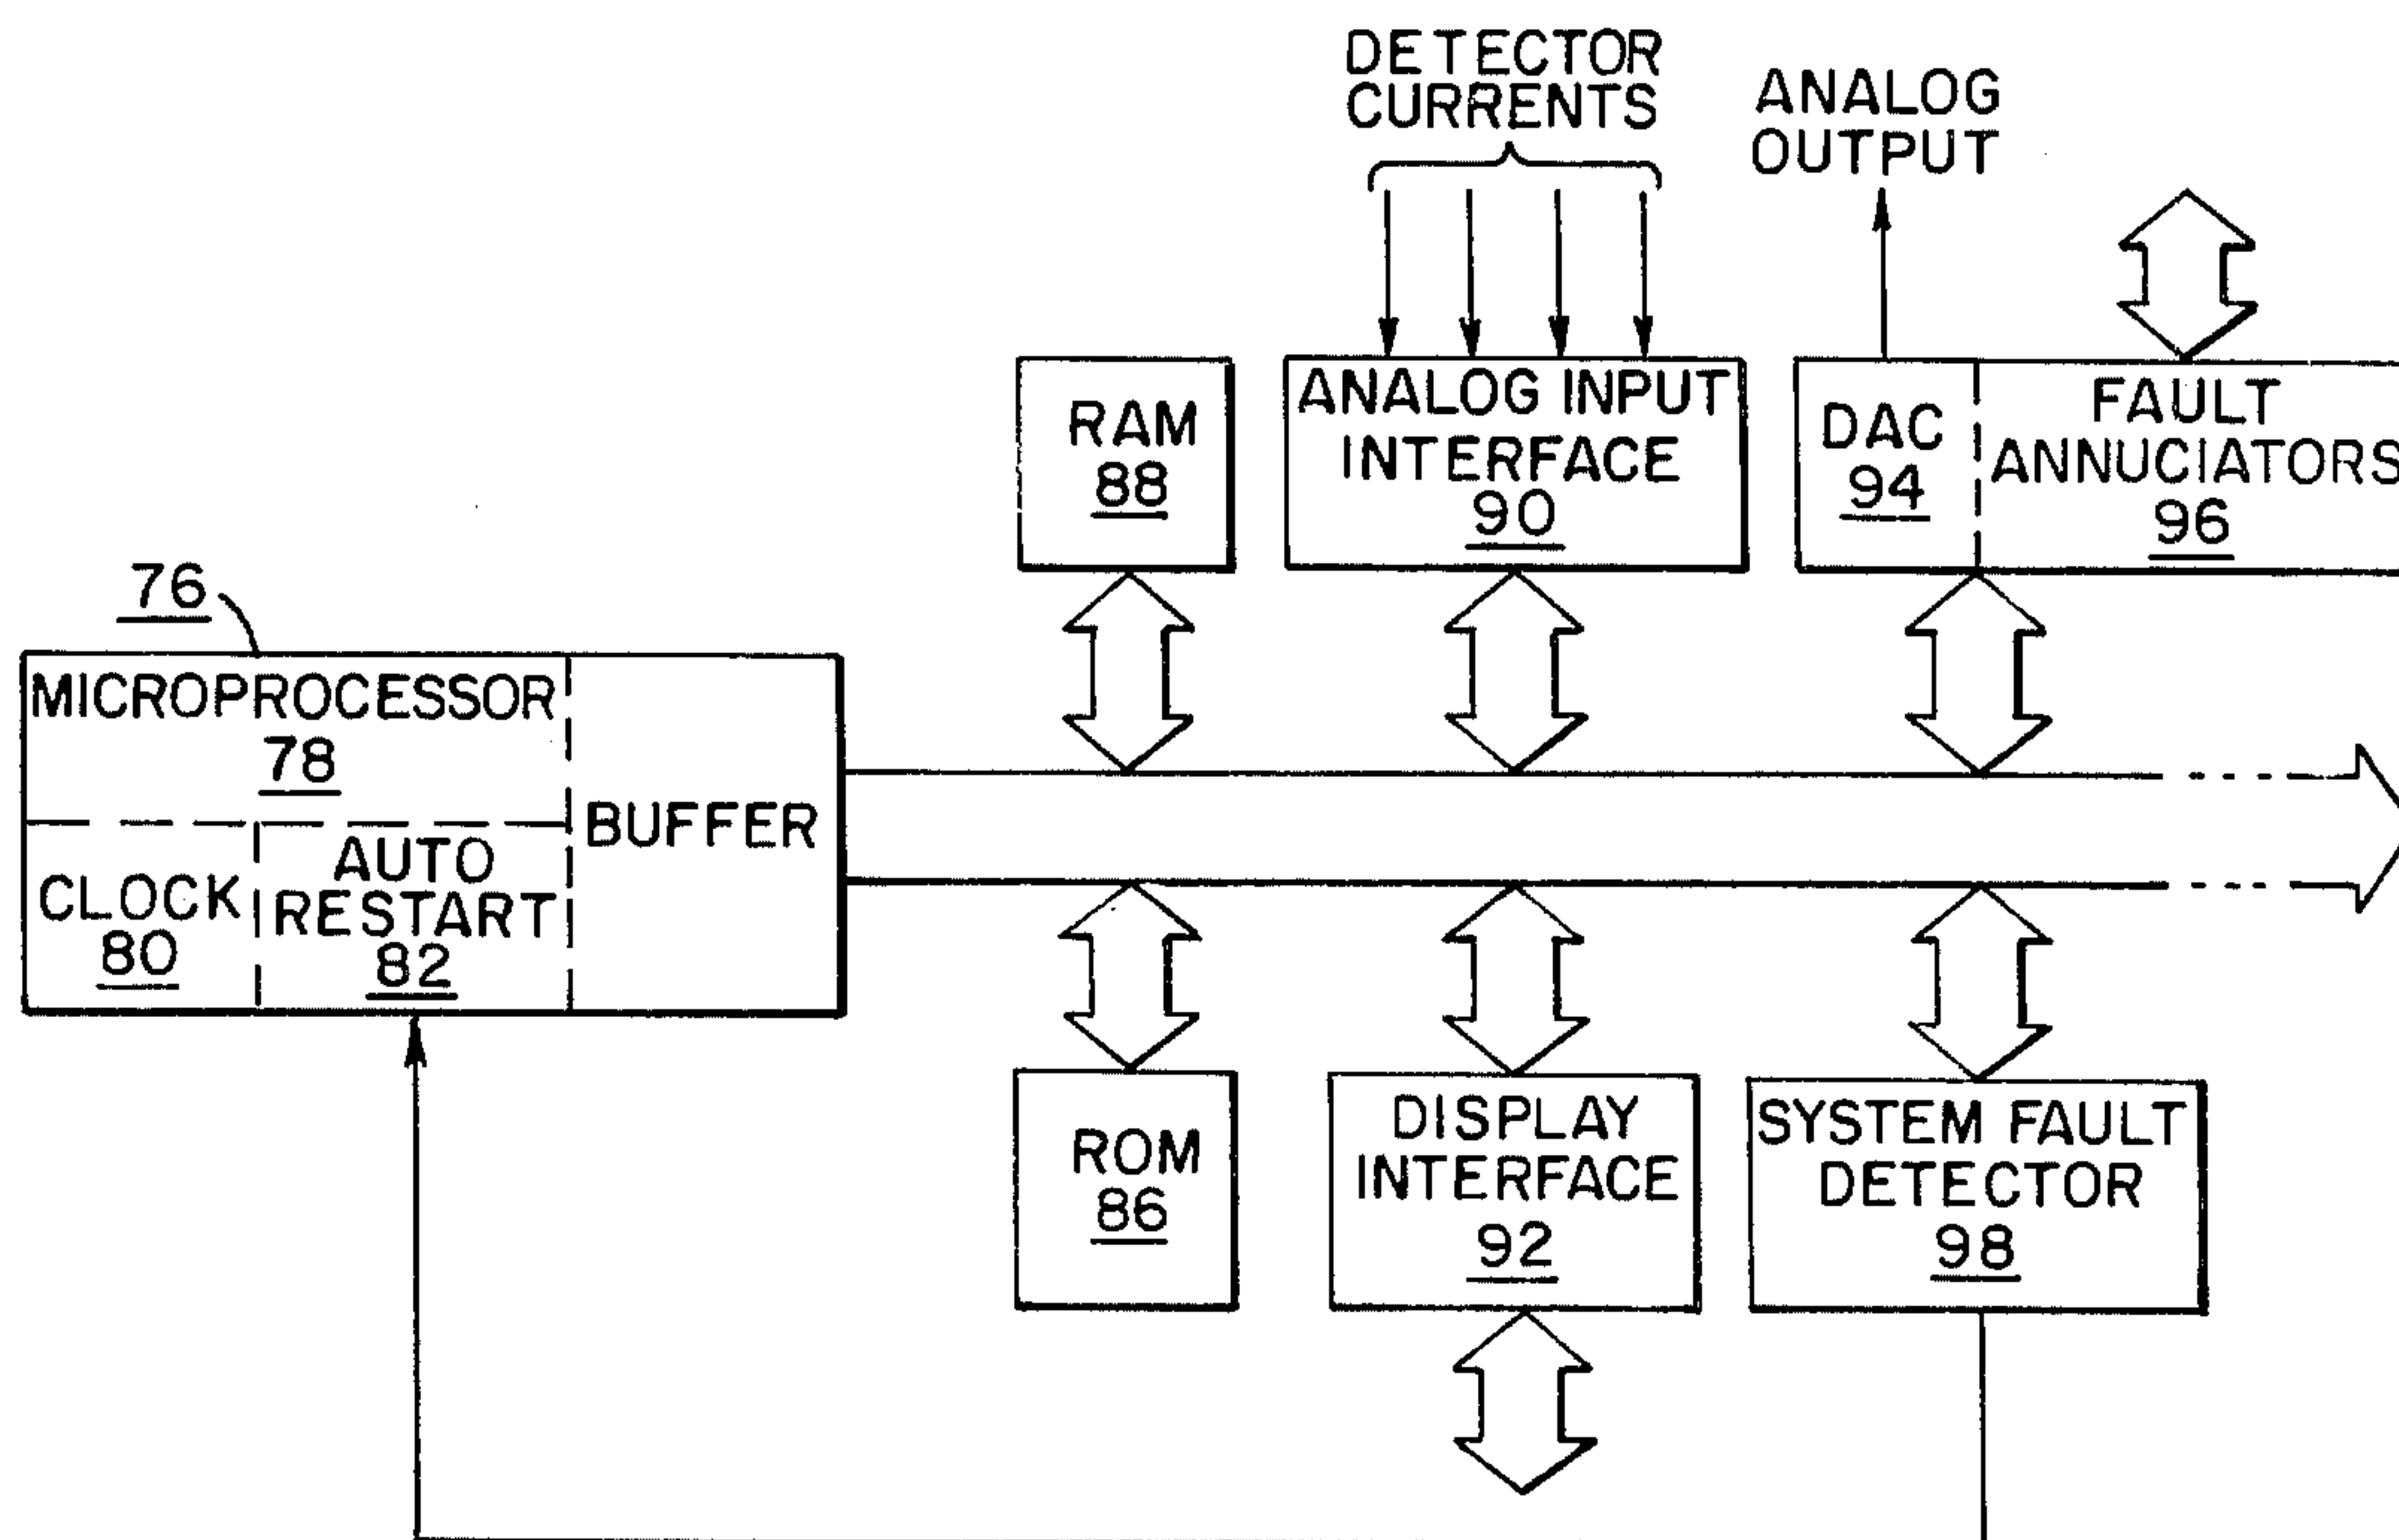 DETECTOR
CURRENTS
ANALOG
OUTPUT
RAM
88
ANALOG INPUT
INTERFACE
90
DAC
94
FAULT
ANNUCIATORS
96
76
MICROPROCESSOR
78
CLOCK
80
AUTO
RESTART
82
BUFFER
ROM
86
DISPLAY
INTERFACE
92
SYSTEM FAULT
DETECTOR
98